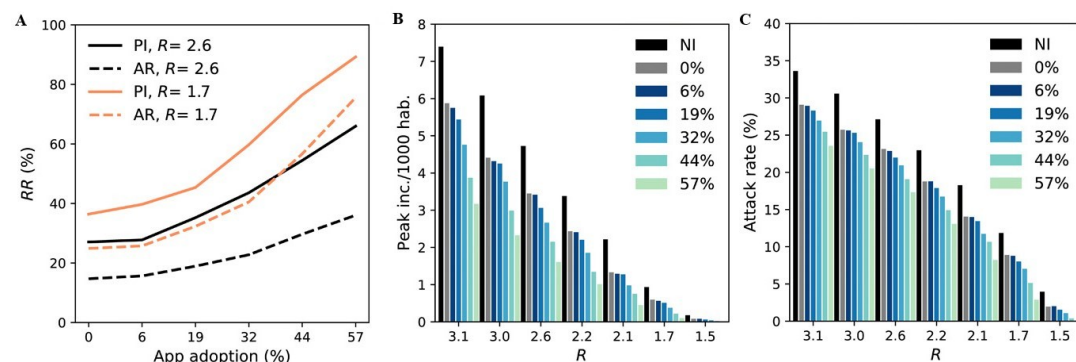 A
100
80
60
40
20
0
RR (%)
PI, R= 2.6
AR, R= 2.6
PI, R= 1.7
AR, R= 1.7
0 6 19 32 44 57
App adoption (%)
B
8
7
6
5
4
3
2
1
0
Peak inc./1000 hab.
NI
0%
6%
19%
32%
44%
57%
3.1 3.0 2.6 2.2 2.1 1.7 1.5
R
C
40
35
30
25
20
15
10
5
0
Attack rate (%)
NI
0%
6%
19%
32%
44%
57%
3.1 3.0 2.6 2.2 2.1 1.7 1.5
R